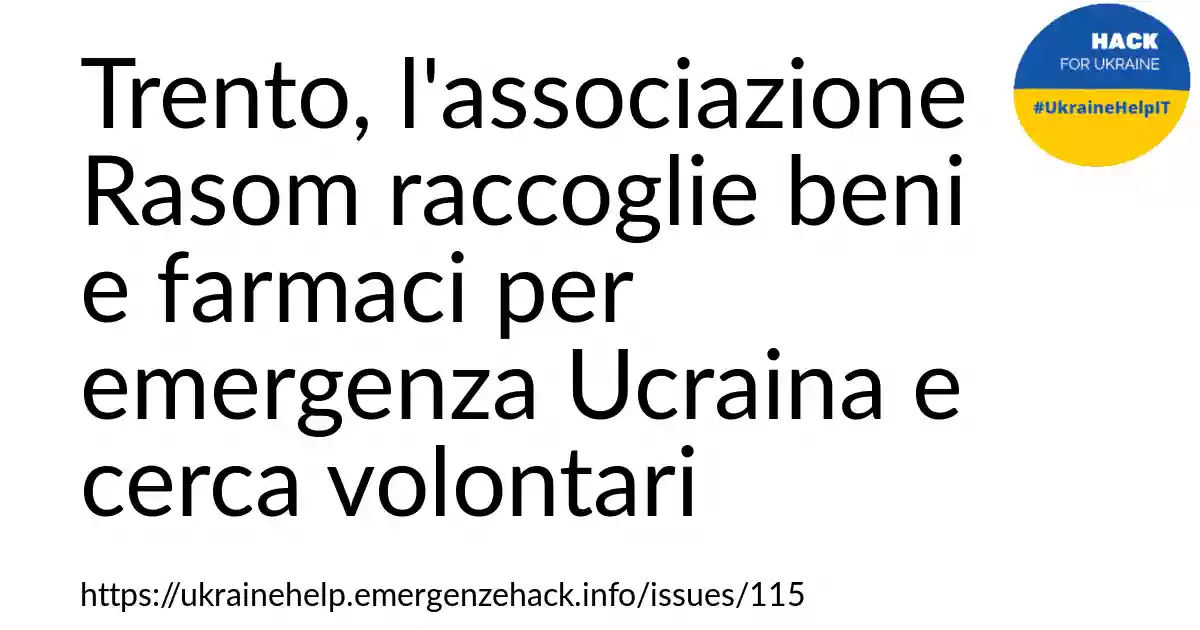 Trento, l'associazione
Rasom raccoglie beni
e farmaci per
emergenza Ucraina e
cerca volontari
https://ukrainehelp.emergenzehack.info/issues/115
HACK
FOR UKRAINE
#UkraineHelpIT